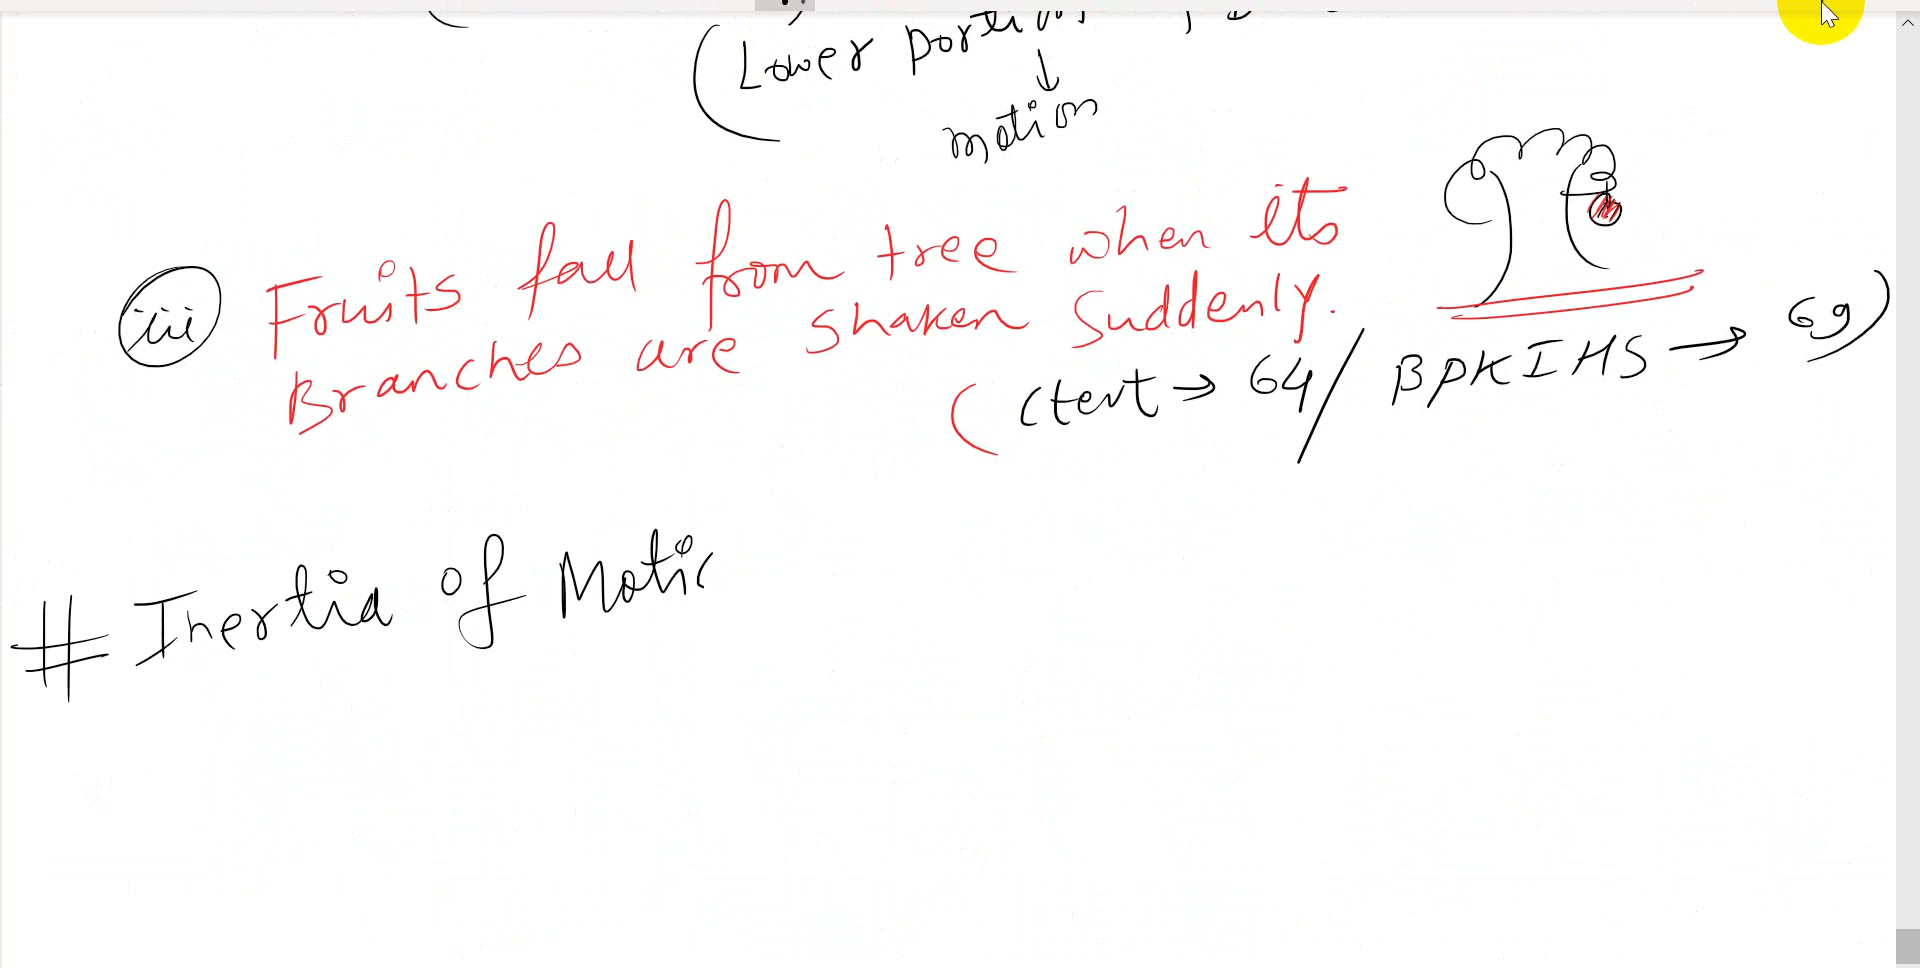 (Lower portion
↓
motion
iii Fruits fall from tree when its
Branches are shaken suddenly.
( Ctevt → 64 / BPKIHS → 69)
# Inertia of Motic